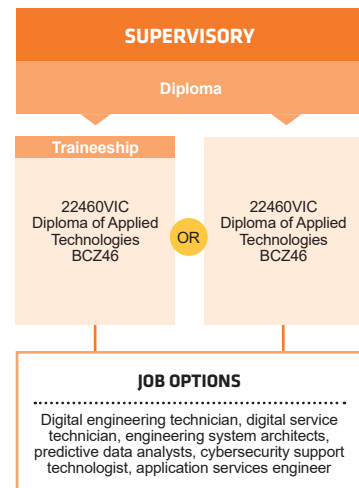 SUPERVISORY
Diploma
Traineeship
22460VIC
Diploma of Applied
Technologies
BCZ46
OR
22460VIC
Diploma of Applied
Technologies
BCZ46
JOB OPTIONS
Digital engineering technician, digital service
technician, engineering system architects,
predictive data analysts, cybersecurity support
technologist, application services engineer